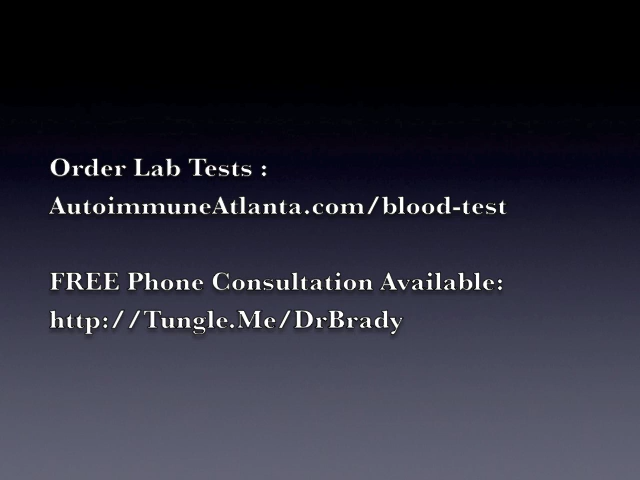 Order Lab Tests :
AutoimmuneAtlanta.com/blood-test
FREE Phone Consultation Available:
http://Tungle.Me/DrBrady